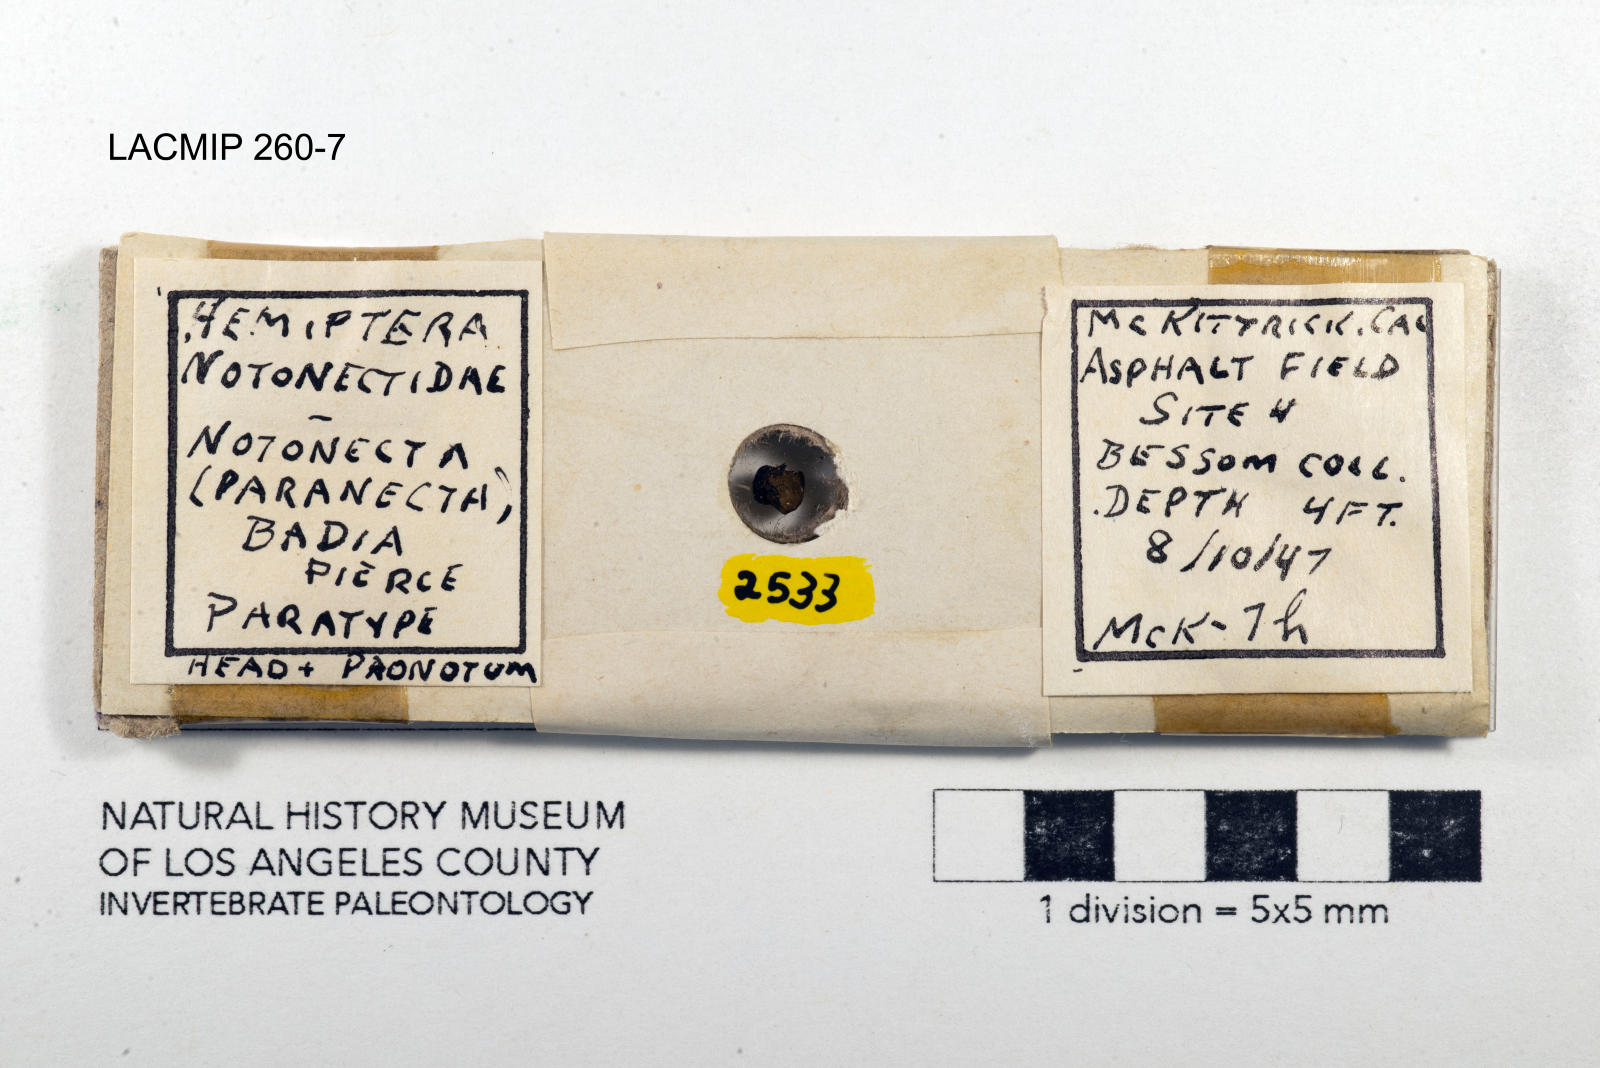 LACMIP 260-7
HEMIPTERA
NOTONECTIDAE
NOTONECTA
(PARANECTA)
BADIA
PIERCE
PARATYPE
HEAD + PRONOTUM
2533
MCKITTRICK. CAL
ASPHALT FIELD
SITE 4
BESSOM COLL.
DEPTH 4FT.
8/10/47
MCK-7h
NATURAL HISTORY MUSEUM
OF LOS ANGELES COUNTY
INVERTEBRATE PALEONTOLOGY
1 division = 5x5 mm